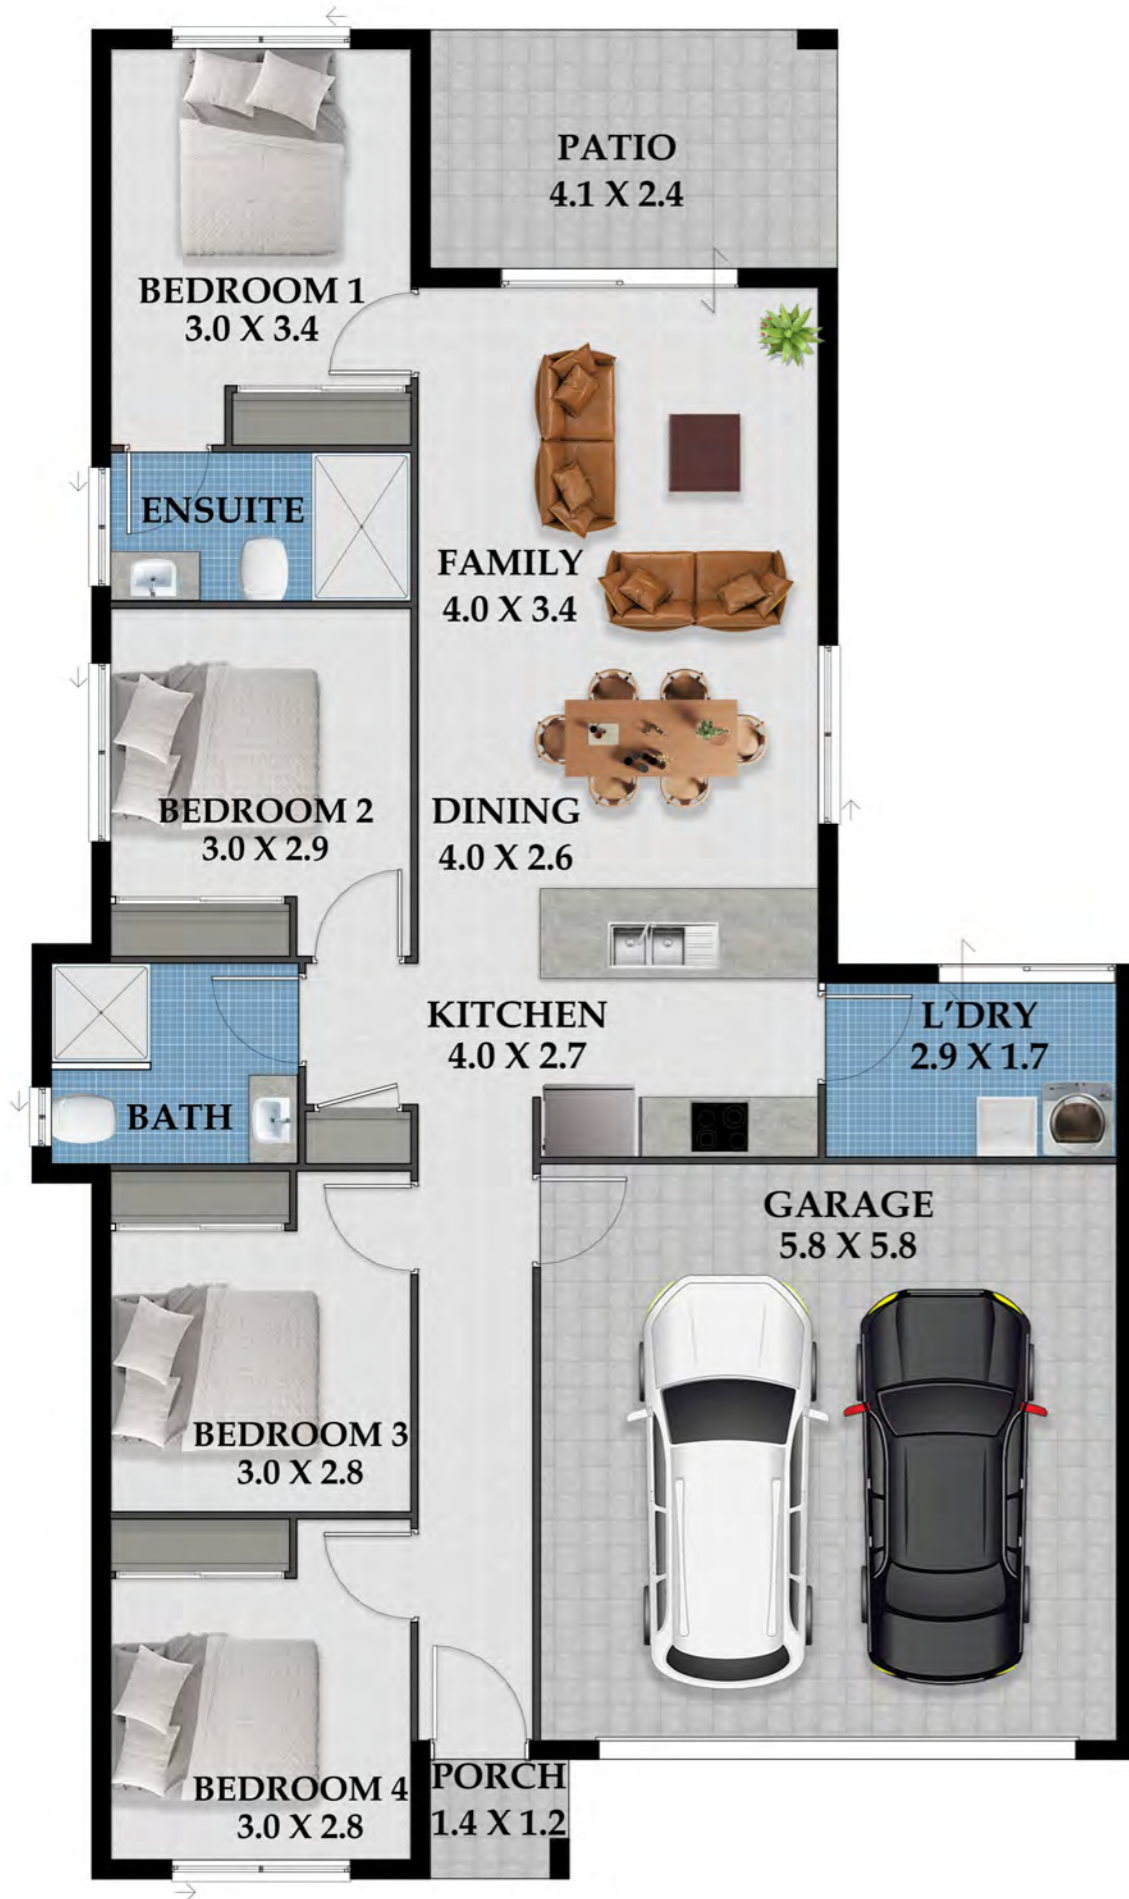 PATIO
4.1 X 2.4
BEDROOM 1
3.0 X 3.4
ENSUITE
FAMILY
4.0 X 3.4
BEDROOM 2
3.0 X 2.9
DINING
4.0 X 2.6
KITCHEN
4.0 X 2.7
L'DRY
2.9 X 1.7
BATH
GARAGE
5.8 X 5.8
BEDROOM 3
3.0 X 2.8
BEDROOM 4
3.0 X 2.8
PORCH
1.4 X 1.2